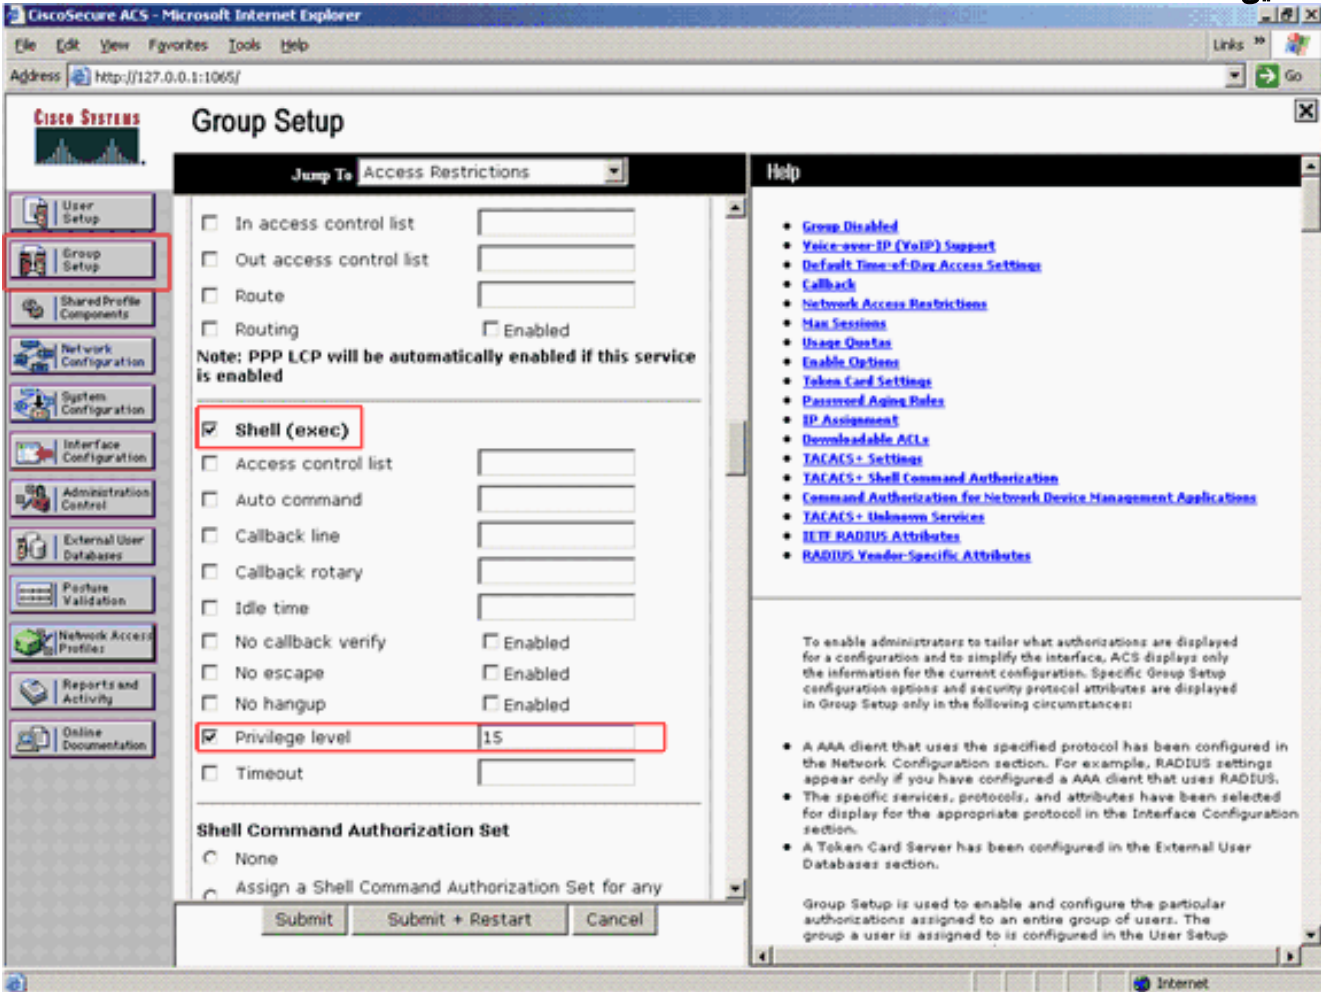 CiscoSecure ACS - Microsoft Internet Explorer
File Edit View Favorites Tools Help
Links »
Address http://127.0.0.1:1065/
Go
CISCO SYSTEMS
Group Setup
Jump To Access Restrictions
User
Setup
Group
Setup
Shared Profile
Components
Network
Configuration
System
Configuration
Interface
Configuration
Administration
Control
External User
Databases
Posture
Validation
Network Access
Profiles
Reports and
Activity
Online
Documentation
In access control list
Out access control list
Route
Routing Enabled
Note: PPP LCP will be automatically enabled if this service
is enabled
Shell (exec)
Access control list
Auto command
Callback line
Callback rotary
Idle time
No callback verify Enabled
No escape Enabled
No hangup Enabled
Privilege level 15
Timeout
Shell Command Authorization Set
None
Assign a Shell Command Authorization Set for any
Submit Submit + Restart Cancel
Help
Group Disabled
Voice-over-IP (VoIP) Support
Default Time-of-Day Access Settings
Callback
Network Access Restrictions
Max Sessions
Usage Quotas
Enable Options
Token Card Settings
Password Aging Rules
IP Assignment
Downloadable ACLs
TACACS+ Settings
TACACS+ Shell Command Authorization
Command Authorization for Network Device Management Applications
TACACS+ Unknown Services
IETF RADIUS Attributes
RADIUS Vendor-Specific Attributes
To enable administrators to tailor what authorizations are displayed
for a configuration and to simplify the interface, ACS displays only
the information for the current configuration. Specific Group Setup
configuration options and security protocol attributes are displayed
in Group Setup only in the following circumstances:
A AAA client that uses the specified protocol has been configured in
the Network Configuration section. For example, RADIUS settings
appear only if you have configured a AAA client that uses RADIUS.
The specific services, protocols, and attributes have been selected
for display for the appropriate protocol in the Interface Configuration
section.
A Token Card Server has been configured in the External User
Databases section.
Group Setup is used to enable and configure the particular
authorizations assigned to an entire group of users. The
group a user is assigned to is configured in the User Setup
Internet